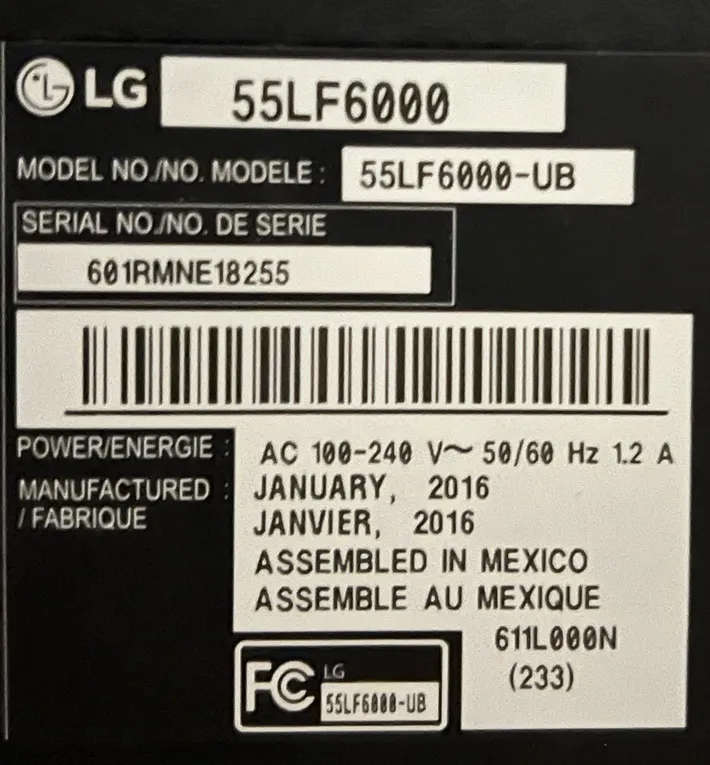 LG 55LF6000
MODEL NO./NO. MODELE : 55LF6000-UB
SERIAL NO./NO. DE SERIE
601RMNE18255
POWER/ENERGIE : AC 100-240 V~ 50/60 Hz 1.2 A
MANUFACTURED : JANUARY, 2016
/ FABRIQUE JANVIER, 2016
ASSEMBLED IN MEXICO
ASSEMBLE AU MEXIQUE
611L000N
(233)
FC LG
55LF6000-UB